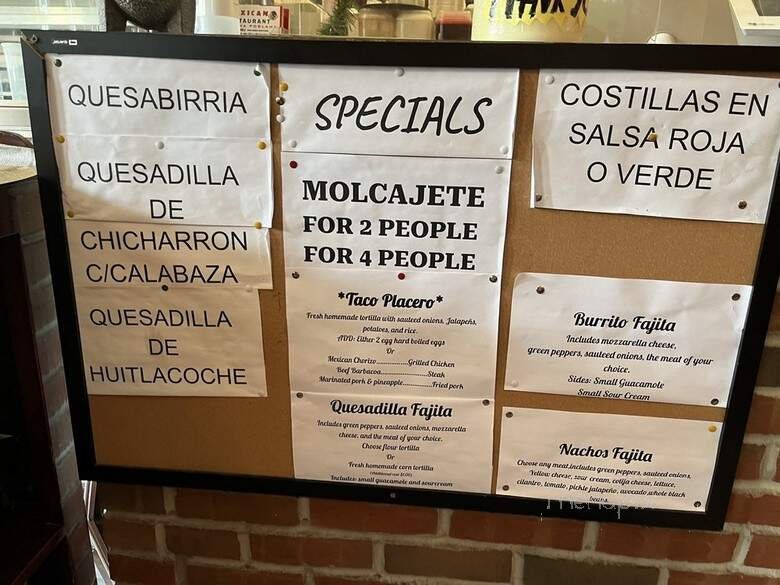 XICAN
TAURANT
QUESABIRRIA
QUESADILLA
DE
CHICHARRON
C/CALABAZA
QUESADILLA
DE
HUITLACOCHE
SPECIALS
MOLCAJETE
FOR 2 PEOPLE
FOR 4 PEOPLE
*Taco Placero*
Fresh homemade tortilla with sauteed onions, Jalapeño,
potatoes, and rice.
ADD: Either 2 egg hard boiled eggs
Or
Mexican Chorizo..............Grilled Chicken
Beef Barbacoa................Steak
Marinated pork & pineapple..............Fried pork
Quesadilla Fajita
Includes green peppers, sauteed onions, mozzarella
cheese, and the meat of your choice.
Choose flour tortilla
Or
Fresh homemade corn tortilla
Includes: small guacamole and sourcream
COSTILLAS EN
SALSA ROJA
O VERDE
Burrito Fajita
Includes mozzarella cheese,
green peppers, sauteed onions, the meat of your
choice.
Sides: Small Guacamole
Small Sour Cream
Nachos Fajita
Choose any meat,includes green peppers, sauteed onions,
Yellow cheese, sour cream, cotija cheese, lettuce,
cilantro, tomato, pickle jalapeño, avocado,whole black
beans.